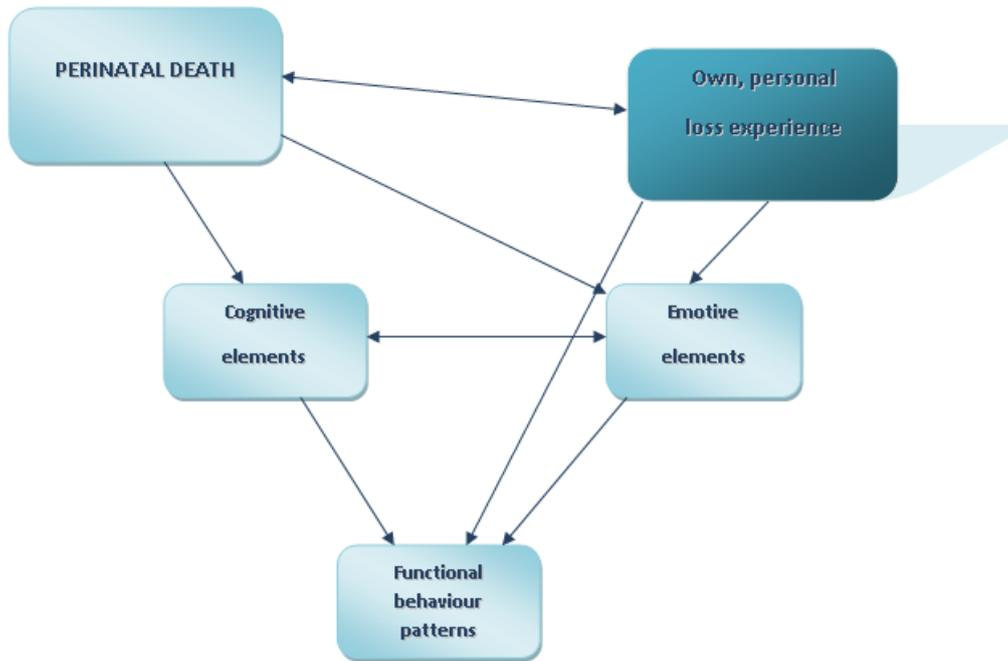 PERINATAL DEATH
Own, personal
loss experience
Cognitive
elements
Emotive
elements
Functional
behaviour
patterns